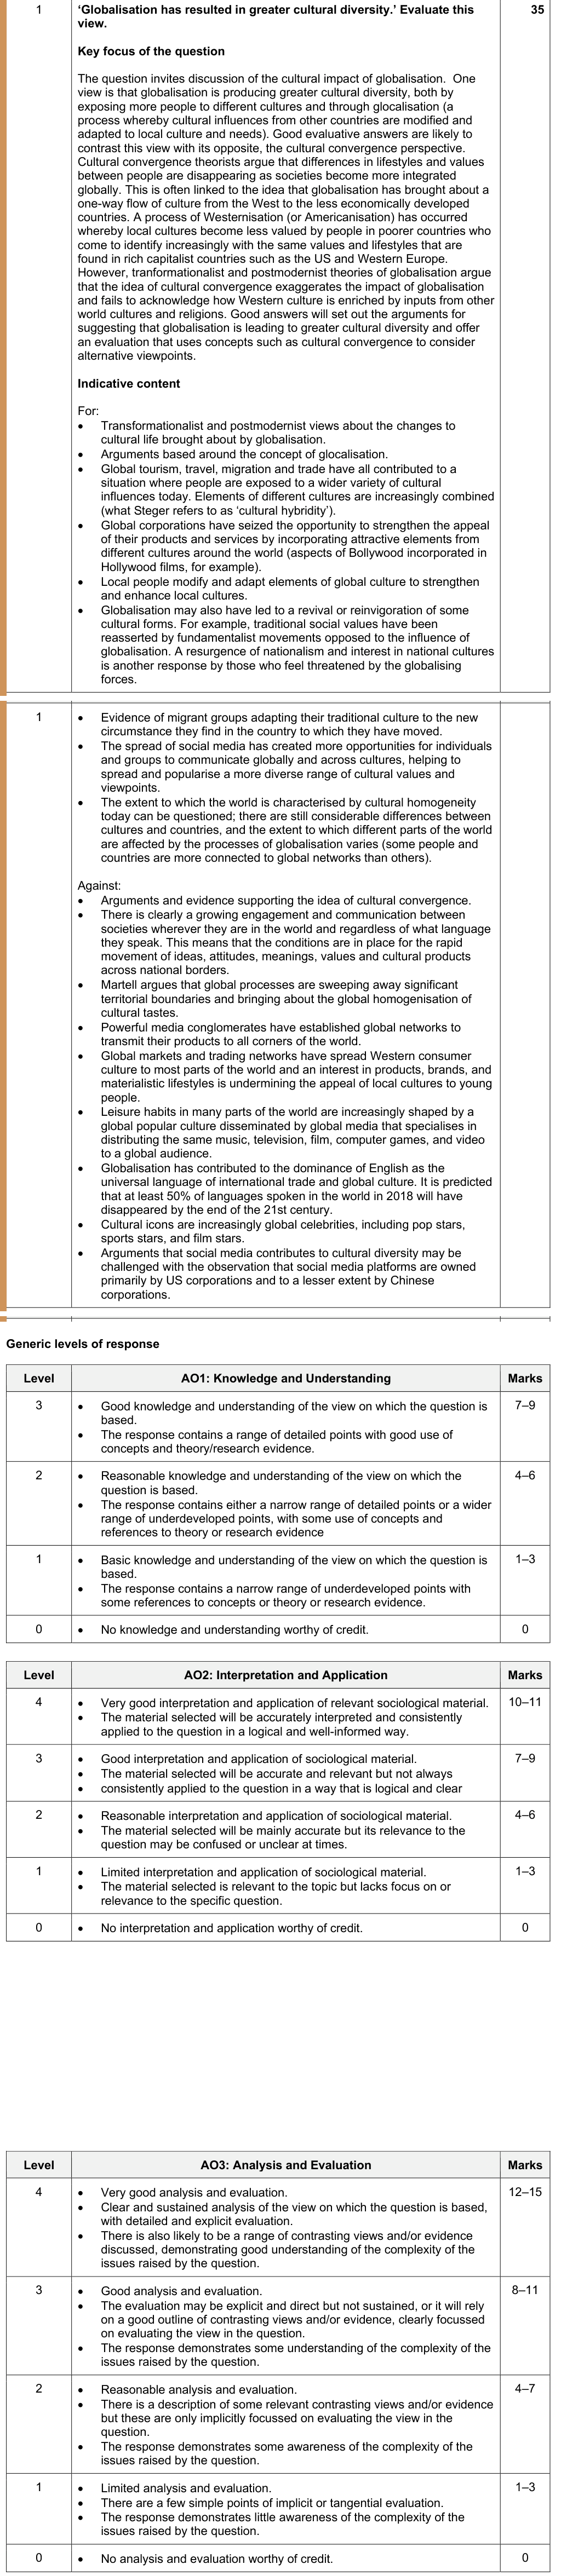 1
‘Globalisation has resulted in greater cultural diversity.’ Evaluate this
view.
35
Key focus of the question
The question invites discussion of the cultural impact of globalisation.  One
view is that globalisation is producing greater cultural diversity, both by
exposing more people to different cultures and through glocalisation (a
process whereby cultural influences from other countries are modified and
adapted to local culture and needs). Good evaluative answers are likely to
contrast this view with its opposite, the cultural convergence perspective.
Cultural convergence theorists argue that differences in lifestyles and values
between people are disappearing as societies become more integrated
globally. This is often linked to the idea that globalisation has brought about a
one-way flow of culture from the West to the less economically developed
countries. A process of Westernisation (or Americanisation) has occurred
whereby local cultures become less valued by people in poorer countries who
come to identify increasingly with the same values and lifestyles that are
found in rich capitalist countries such as the US and Western Europe.
However, tranformationalist and postmodernist theories of globalisation argue
that the idea of cultural convergence exaggerates the impact of globalisation
and fails to acknowledge how Western culture is enriched by inputs from other
world cultures and religions. Good answers will set out the arguments for
suggesting that globalisation is leading to greater cultural diversity and offer
an evaluation that uses concepts such as cultural convergence to consider
alternative viewpoints.
Indicative content
For:
• Transformationalist and postmodernist views about the changes to
cultural life brought about by globalisation.
• Arguments based around the concept of glocalisation.
• Global tourism, travel, migration and trade have all contributed to a
situation where people are exposed to a wider variety of cultural
influences today. Elements of different cultures are increasingly combined
(what Steger refers to as ‘cultural hybridity’).
• Global corporations have seized the opportunity to strengthen the appeal
of their products and services by incorporating attractive elements from
different cultures around the world (aspects of Bollywood incorporated in
Hollywood films, for example).
• Local people modify and adapt elements of global culture to strengthen
and enhance local cultures.
• Globalisation may also have led to a revival or reinvigoration of some
cultural forms. For example, traditional social values have been
reasserted by fundamentalist movements opposed to the influence of
globalisation. A resurgence of nationalism and interest in national cultures
is another response by those who feel threatened by the globalising
forces.
1
• Evidence of migrant groups adapting their traditional culture to the new
circumstance they find in the country to which they have moved.
• The spread of social media has created more opportunities for individuals
and groups to communicate globally and across cultures, helping to
spread and popularise a more diverse range of cultural values and
viewpoints.
• The extent to which the world is characterised by cultural homogeneity
today can be questioned; there are still considerable differences between
cultures and countries, and the extent to which different parts of the world
are affected by the processes of globalisation varies (some people and
countries are more connected to global networks than others).
Against:
• Arguments and evidence supporting the idea of cultural convergence.
• There is clearly a growing engagement and communication between
societies wherever they are in the world and regardless of what language
they speak. This means that the conditions are in place for the rapid
movement of ideas, attitudes, meanings, values and cultural products
across national borders.
• Martell argues that global processes are sweeping away significant
territorial boundaries and bringing about the global homogenisation of
cultural tastes.
• Powerful media conglomerates have established global networks to
transmit their products to all corners of the world.
• Global markets and trading networks have spread Western consumer
culture to most parts of the world and an interest in products, brands, and
materialistic lifestyles is undermining the appeal of local cultures to young
people.
• Leisure habits in many parts of the world are increasingly shaped by a
global popular culture disseminated by global media that specialises in
distributing the same music, television, film, computer games, and video
to a global audience.
• Globalisation has contributed to the dominance of English as the
universal language of international trade and global culture. It is predicted
that at least 50% of languages spoken in the world in 2018 will have
disappeared by the end of the 21st century.
• Cultural icons are increasingly global celebrities, including pop stars,
sports stars, and film stars.
• Arguments that social media contributes to cultural diversity may be
challenged with the observation that social media platforms are owned
primarily by US corporations and to a lesser extent by Chinese
corporations.
Generic levels of response
Level AO1: Knowledge and Understanding Marks
3 • Good knowledge and understanding of the view on which the question is 7–9
based.
• The response contains a range of detailed points with good use of
concepts and theory/research evidence.
2 • Reasonable knowledge and understanding of the view on which the 4–6
question is based.
• The response contains either a narrow range of detailed points or a wider
range of underdeveloped points, with some use of concepts and
references to theory or research evidence
1 • Basic knowledge and understanding of the view on which the question is 1–3
based.
• The response contains a narrow range of underdeveloped points with
some references to concepts or theory or research evidence.
0 • No knowledge and understanding worthy of credit. 0
Level AO2: Interpretation and Application Marks
4 • Very good interpretation and application of relevant sociological material. 10–11
• The material selected will be accurately interpreted and consistently
applied to the question in a logical and well-informed way.
3 • Good interpretation and application of sociological material. 7–9
• The material selected will be accurate and relevant but not always
• consistently applied to the question in a way that is logical and clear
2 • Reasonable interpretation and application of sociological material. 4–6
• The material selected will be mainly accurate but its relevance to the
question may be confused or unclear at times.
1 • Limited interpretation and application of sociological material. 1–3
• The material selected is relevant to the topic but lacks focus on or
relevance to the specific question.
0 • No interpretation and application worthy of credit. 0
Level AO3: Analysis and Evaluation Marks
4 • Very good analysis and evaluation. 12–15
• Clear and sustained analysis of the view on which the question is based,
with detailed and explicit evaluation.
• There is also likely to be a range of contrasting views and/or evidence
discussed, demonstrating good understanding of the complexity of the
issues raised by the question.
3 • Good analysis and evaluation. 8–11
• The evaluation may be explicit and direct but not sustained, or it will rely
on a good outline of contrasting views and/or evidence, clearly focussed
on evaluating the view in the question.
• The response demonstrates some understanding of the complexity of the
issues raised by the question.
2 • Reasonable analysis and evaluation. 4–7
• There is a description of some relevant contrasting views and/or evidence
but these are only implicitly focussed on evaluating the view in the
question.
• The response demonstrates some awareness of the complexity of the
issues raised by the question.
1 • Limited analysis and evaluation. 1–3
• There are a few simple points of implicit or tangential evaluation.
• The response demonstrates little awareness of the complexity of the
issues raised by the question.
0 • No analysis and evaluation worthy of credit. 0